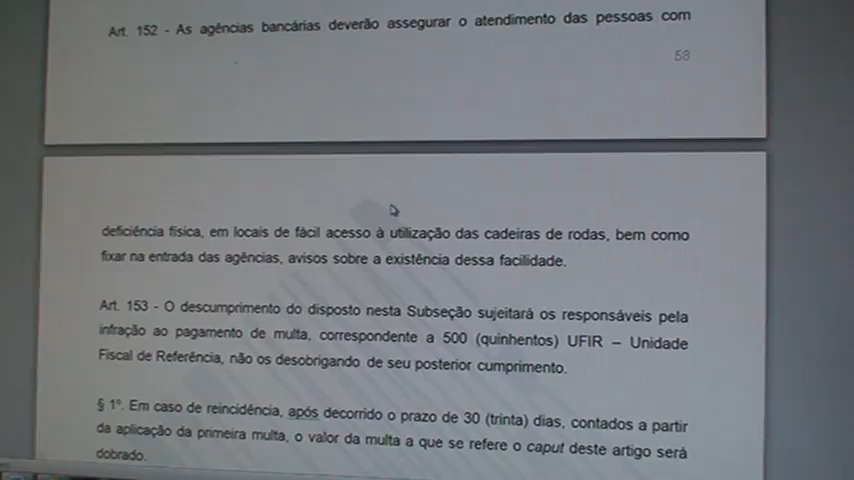 Art. 152 - As agências bancárias deverão assegurar o atendimento das pessoas com
58
deficiência física, em locais de fácil acesso à utilização das cadeiras de rodas, bem como
fixar na entrada das agências, avisos sobre a existência dessa facilidade.
Art. 153 - O descumprimento do disposto nesta Subseção sujeitará os responsáveis pela
infração ao pagamento de multa, correspondente a 500 (quinhentos) UFIR – Unidade
Fiscal de Referência, não os desobrigando de seu posterior cumprimento.
§ 1º. Em caso de reincidência, após decorrido o prazo de 30 (trinta) dias, contados a partir
da aplicação da primeira multa, o valor da multa a que se refere o caput deste artigo será
dobrado.